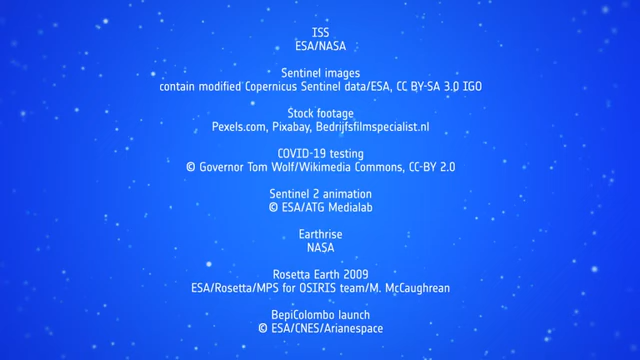 ISS
ESA/NASA
Sentinel images
contain modified Copernicus Sentinel data/ESA, CC BY-SA 3.0 IGO
Stock footage
Pexels.com, Pixabay, Bedrijfsfilmspecialist.nl
COVID-19 testing
© Governor Tom Wolf/Wikimedia Commons, CC-BY 2.0
Sentinel 2 animation
© ESA/ATG Medialab
Earthrise
NASA
Rosetta Earth 2009
ESA/Rosetta/MPS for OSIRIS team/M. McCaughrean
BepiColombo launch
© ESA/CNES/Arianespace